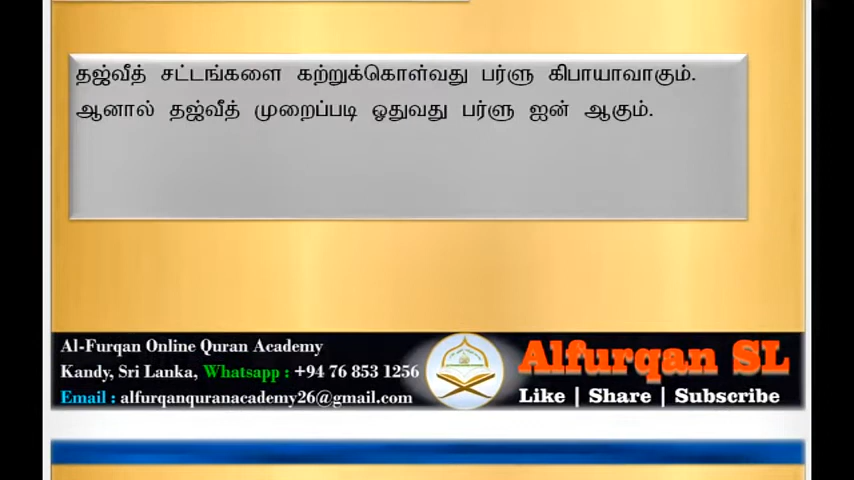 தஜ்வீத் சட்டங்களை கற்றுக்கொள்வது பர்ளு கிபாயாவாகும்.
ஆனால் தஜ்வீத் முறைப்படி ஓதுவது பர்ளு ஐன் ஆகும்.
Al-Furqan Online Quran Academy
Kandy, Sri Lanka, Whatsapp : +94 76 853 1256
Email : alfurqanquranacademy26@gmail.com
Alfurqan SL
Like | Share | Subscribe